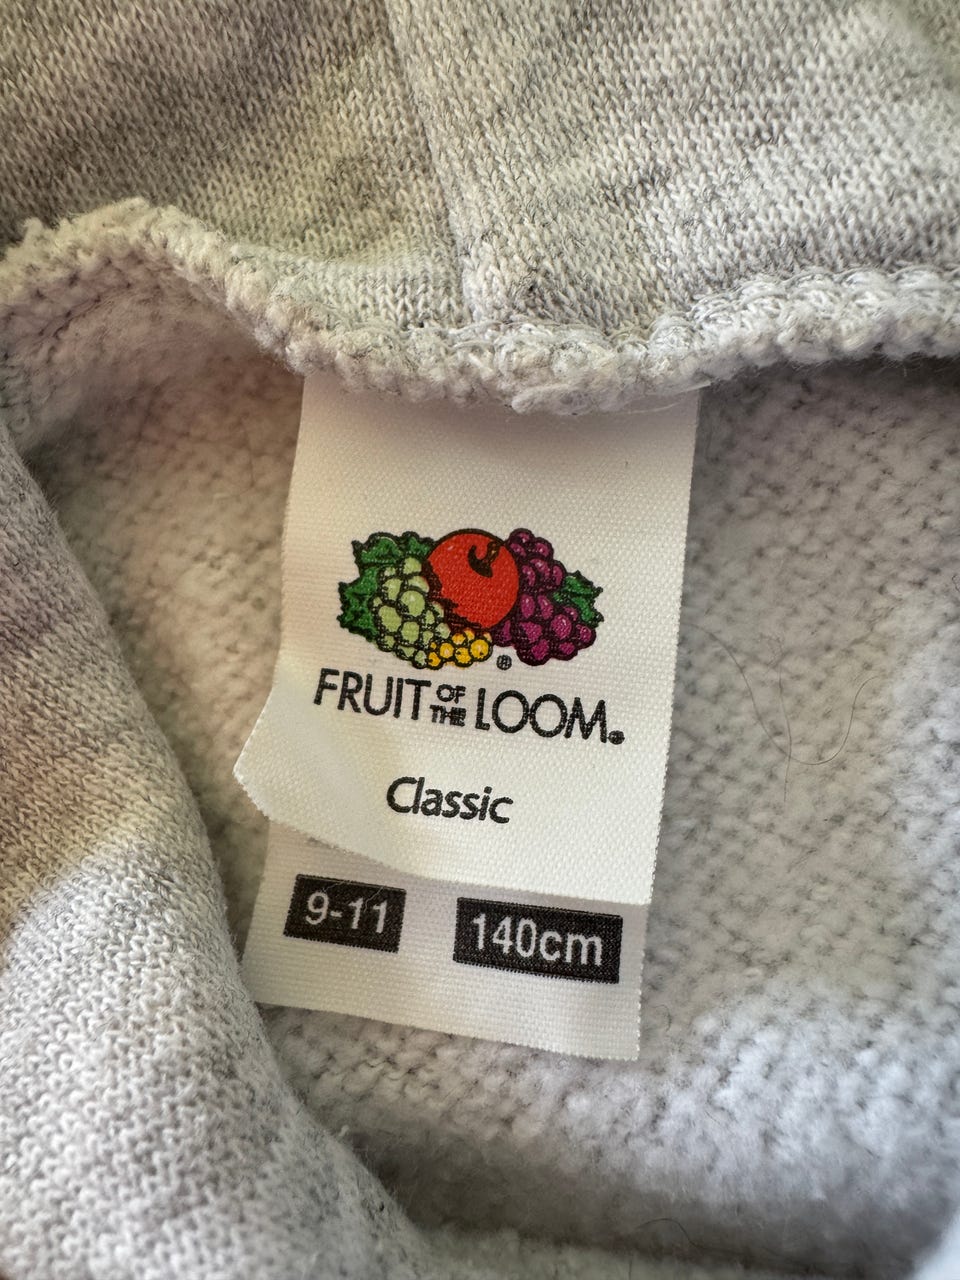 ®
FRUIT OF THE LOOM®
Classic
9-11 140cm